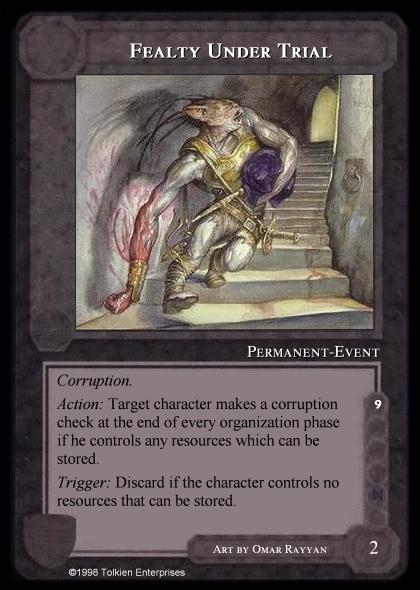 Fealty Under Trial
Permanent-Event
Corruption.
Action: Target character makes a corruption
check at the end of every organization phase
if he controls any resources which can be
stored.
Trigger: Discard if the character controls no
resources that can be stored.
9
Art by Omar Rayyan
2
©1998 Tolkien Enterprises